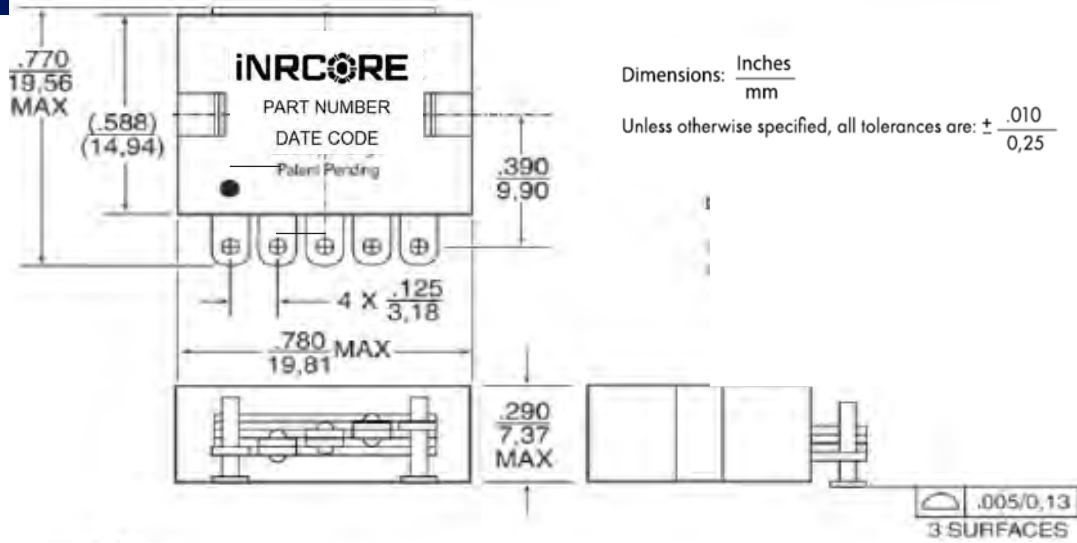 .770
19,56
MAX
(.588)
(14,94)
iNRCORE
PART NUMBER
DATE CODE
Patent Pending
.390
9,90
Dimensions: Inches
mm
Unless otherwise specified, all tolerances are: ± .010
0,25
4 X .125
3,18
.780 MAX
19,81
.290
7,37
MAX
.005/0,13
3 SURFACES